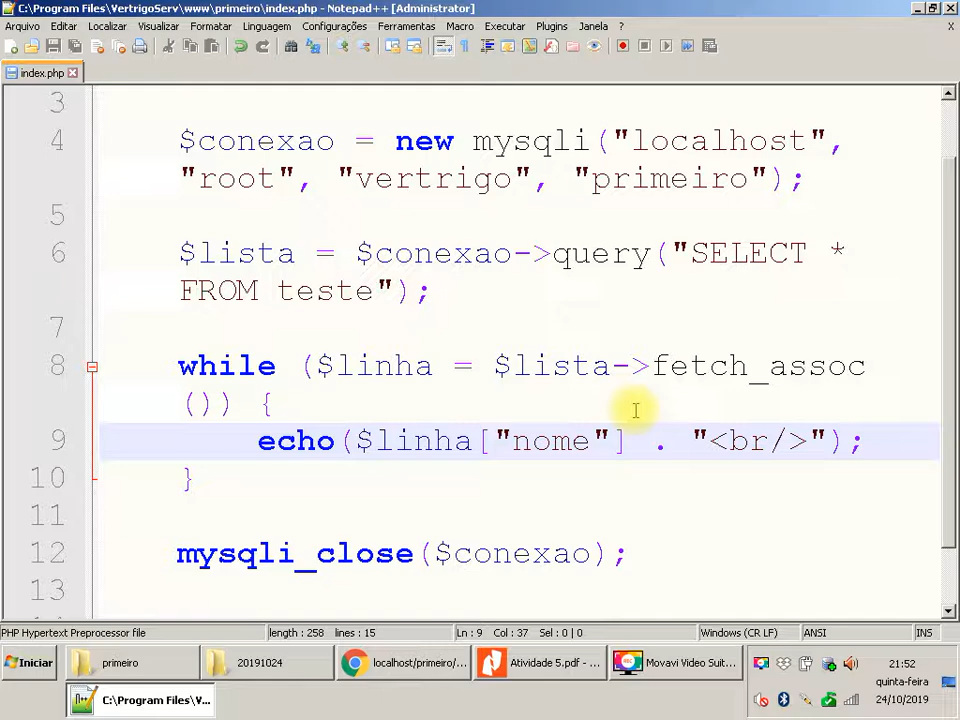 C:\Program Files\VertrigoServ\www\primeiro\index.php - Notepad++ [Administrator]
Arquivo Editar Localizar Visualizar Formatar Linguagem Configurações Ferramentas Macro Executar Plugins Janela ? X
index.php
3
4 $conexao = new mysqli("localhost",
"root", "vertrigo", "primeiro");
5
6 $lista = $conexao->query("SELECT *
FROM teste");
7
8 while ($linha = $lista->fetch_assoc
()) {
9 echo($linha["nome"] . "<br/>");
10 }
11
12 mysqli_close($conexao);
13
PHP Hypertext Preprocessor file length : 258 lines : 15 Ln : 9 Col : 37 Sel : 0 | 0 Windows (CR LF) ANSI INS
Iniciar primeiro 20191024 localhost/primeiro/... Atividade 5.pdf - ... Movavi Video Suit... 21:52
quinta-feira
C:\Program Files\V... 24/10/2019